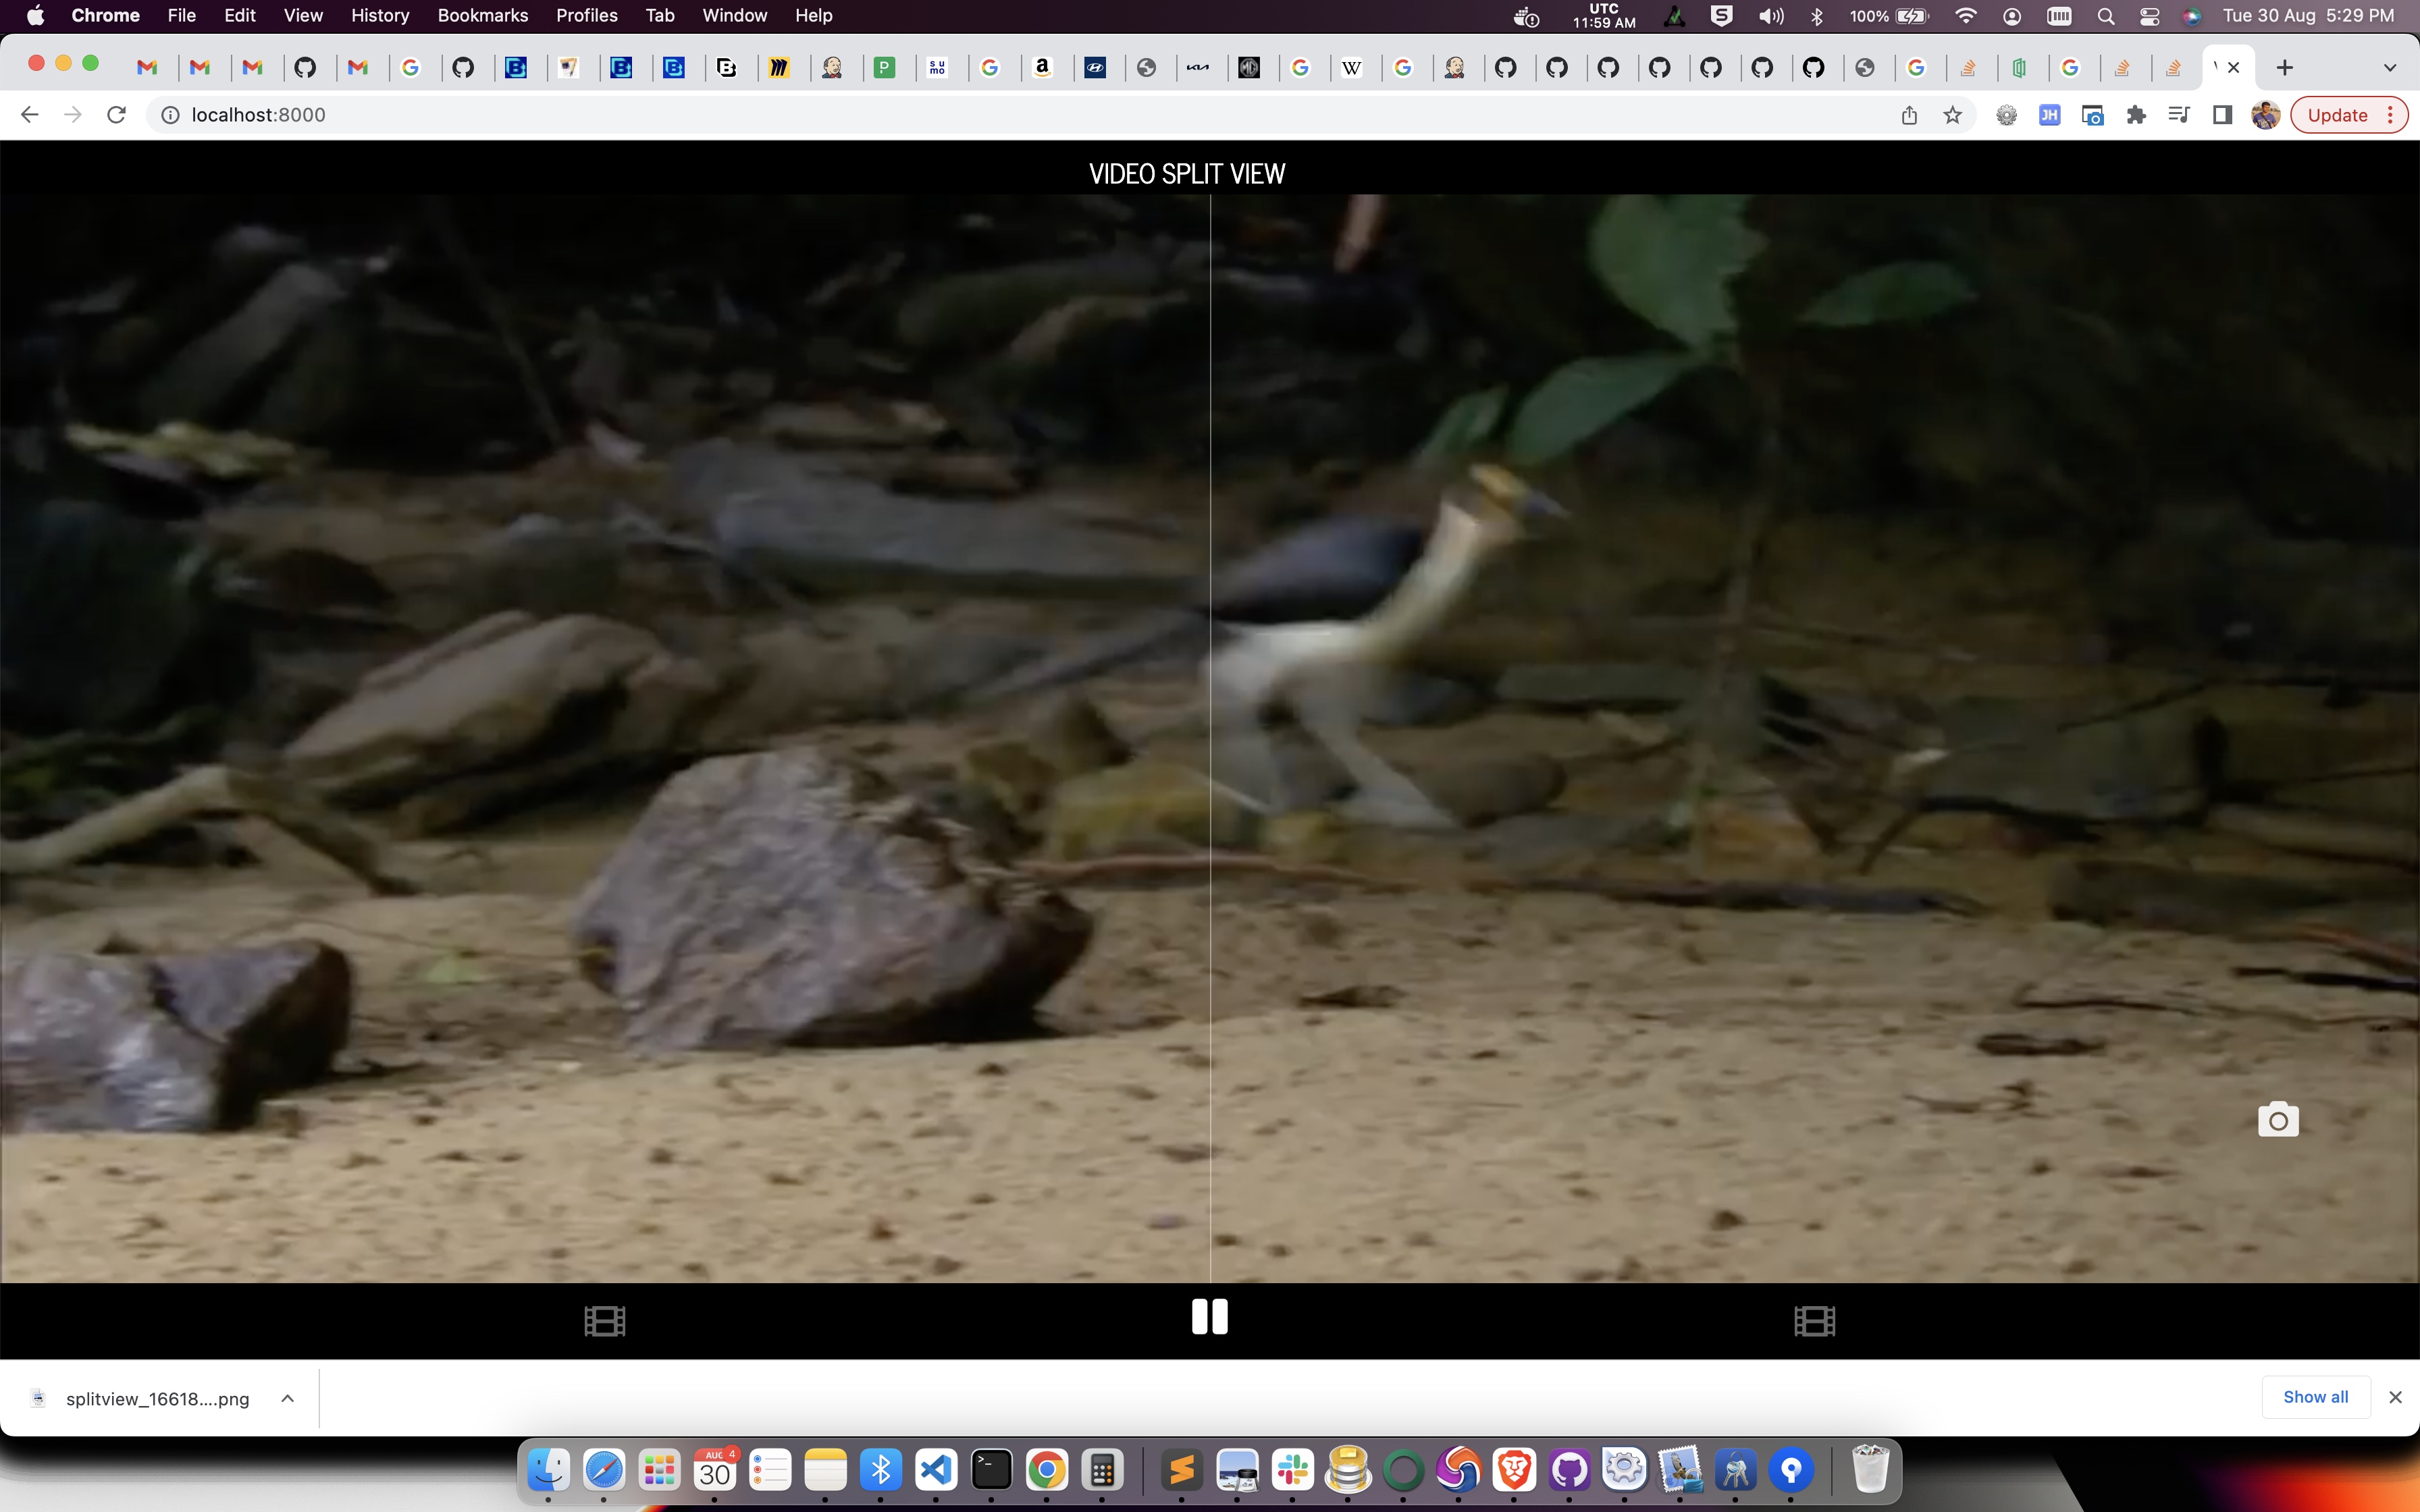 Chrome File Edit View History Bookmarks Profiles Tab Window Help
UTC
11:59 AM
100%
Tue 30 Aug 5:29 PM
localhost:8000
Update
VIDEO SPLIT VIEW
splitview_16618....png
Show all
AUG
4
30